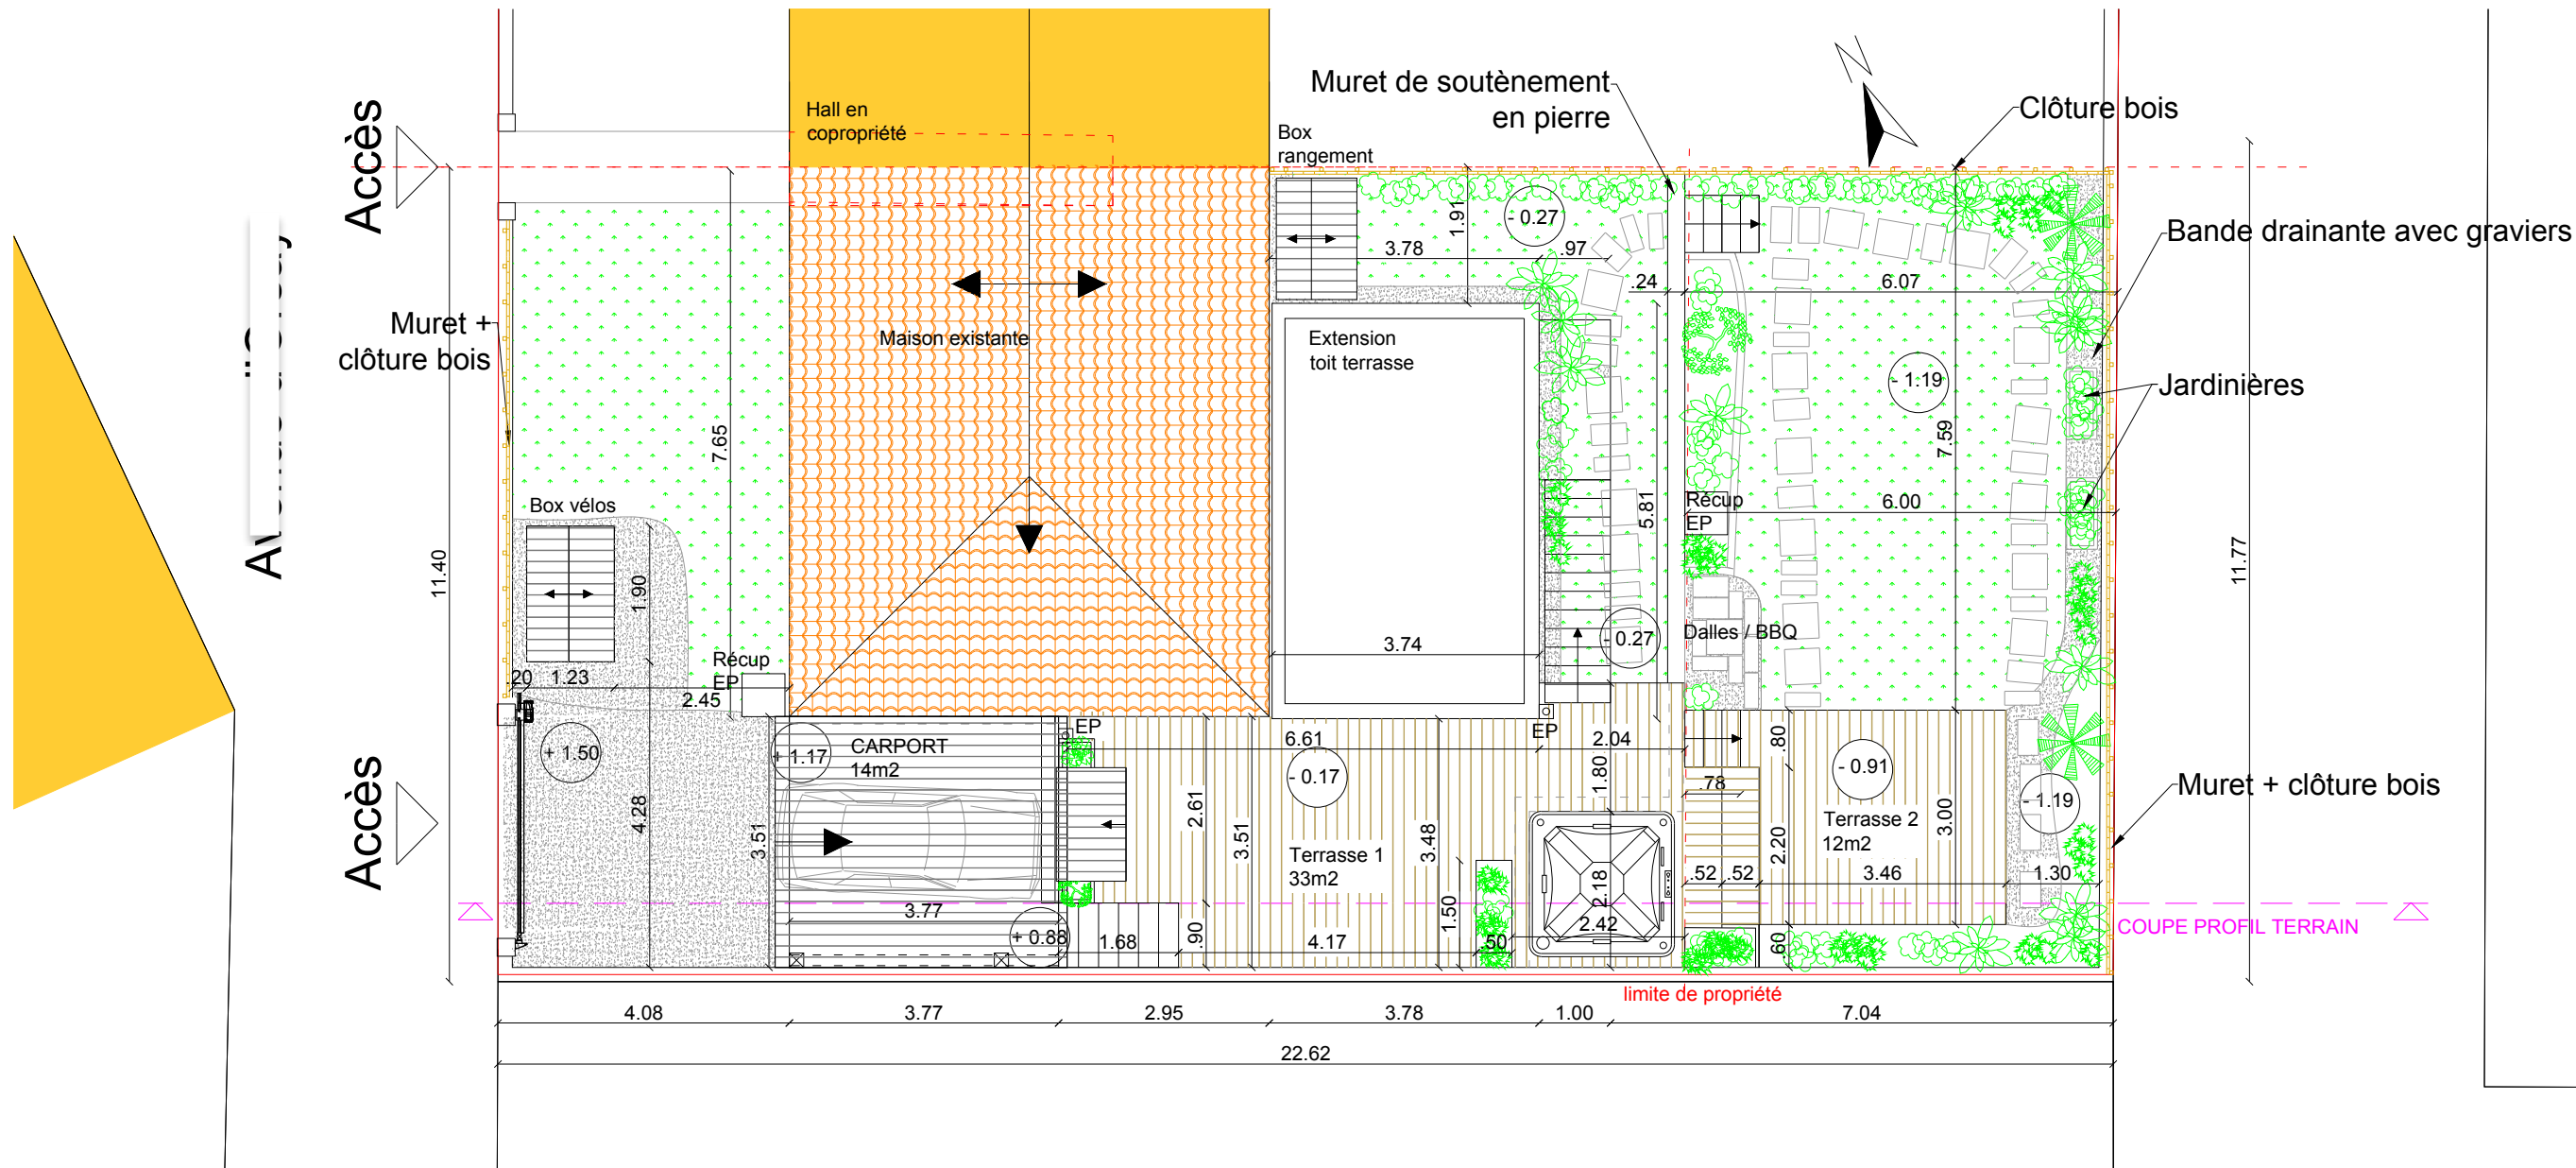 Accès
Hall en
copropriété
Muret de soutènement
en pierre
Box
rangement
N
Clôture bois
- 0.27
1.91
3.78
.97
Bande drainante avec graviers
.24
6.07
Muret +
clôture bois
Maison existante
Extension
toit terrasse
- 1.19
Jardinières
7.65
7.59
Box vélos
Récup
EP
6.00
5.81
11.40
11.77
1.90
- 0.27
Dalles / BBQ
3.74
Récup
EP
.20
1.23
2.45
+ 1.50
+ 1.17
CARPORT
14m2
EP
6.61
EP
2.04
.80
- 0.91
- 0.17
1.80
.78
- 1.19
Muret + clôture bois
Accès
4.28
3.51
2.61
3.51
3.48
Terrasse 1
33m2
2.18
2.20
Terrasse 2
12m2
3.00
.52
.52
3.46
1.30
3.77
+ 0.88
1.68
.90
4.17
1.50
.50
2.42
.60
COUPE PROFIL TERRAIN
limite de propriété
4.08
3.77
2.95
3.78
1.00
7.04
22.62